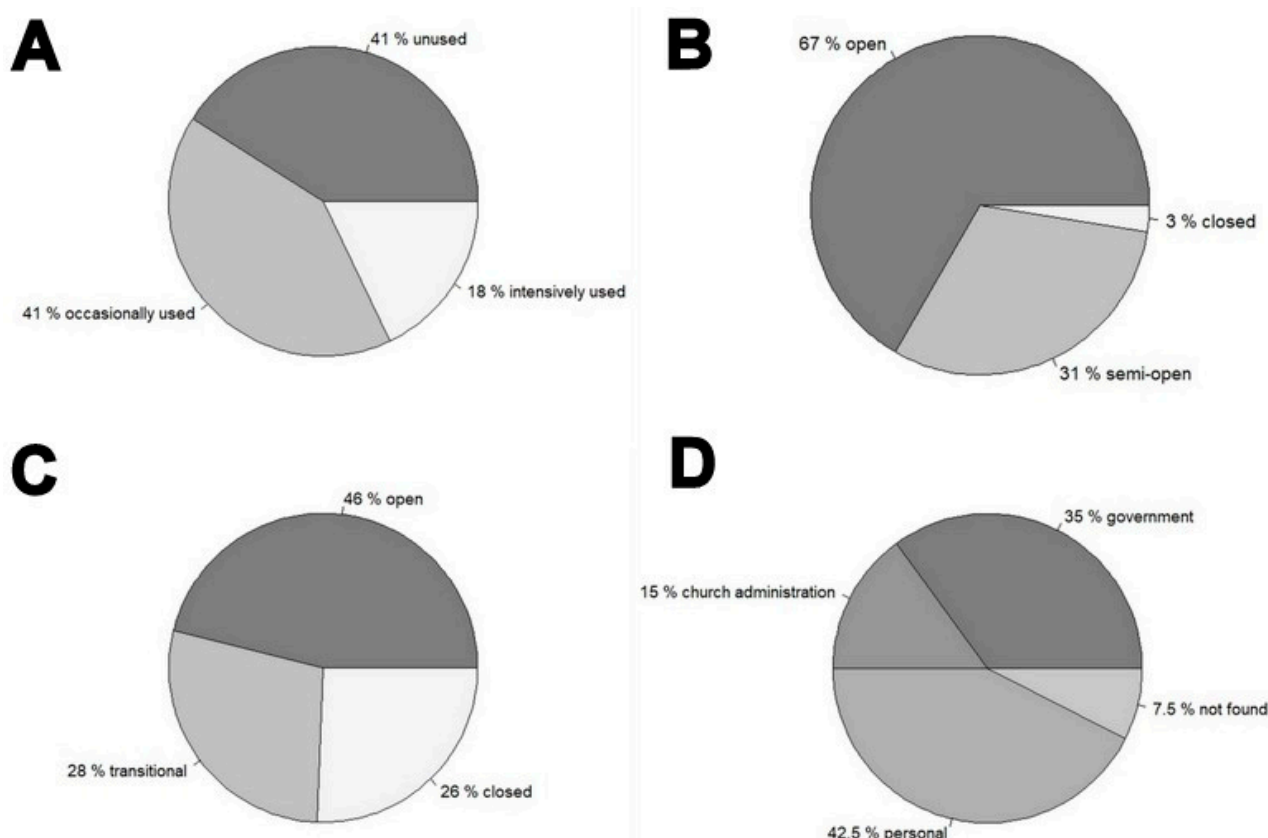 A
41 % unused
41 % occasionally used
18 % intensively used
B
67 % open
3 % closed
31 % semi-open
C
46 % open
28 % transitional
26 % closed
D
35 % government
15 % church administration
7.5 % not found
42.5 % personal